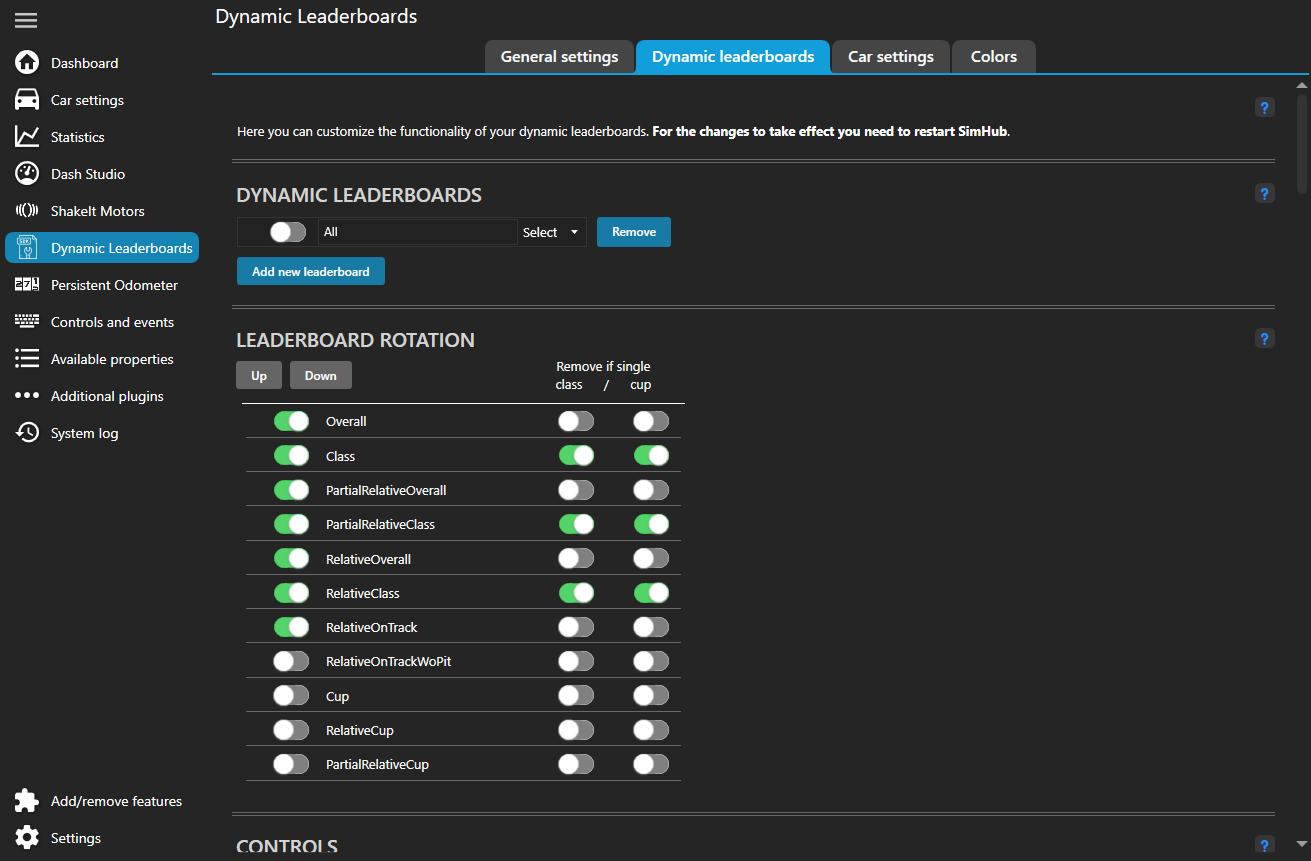 Dynamic Leaderboards
General settings
Dynamic leaderboards
Car settings
Colors
Dashboard
Car settings
Statistics
Dash Studio
ShakeIt Motors
Dynamic Leaderboards
Persistent Odometer
Controls and events
Available properties
Additional plugins
System log
Add/remove features
Settings
?
Here you can customize the functionality of your dynamic leaderboards. For the changes to take effect you need to restart SimHub.
DYNAMIC LEADERBOARDS
?
All
Select
Remove
Add new leaderboard
LEADERBOARD ROTATION
?
Up
Down
Remove if single
class / cup
Overall
Class
PartialRelativeOverall
PartialRelativeClass
RelativeOverall
RelativeClass
RelativeOnTrack
RelativeOnTrackWoPit
Cup
RelativeCup
PartialRelativeCup
CONTROLS
?